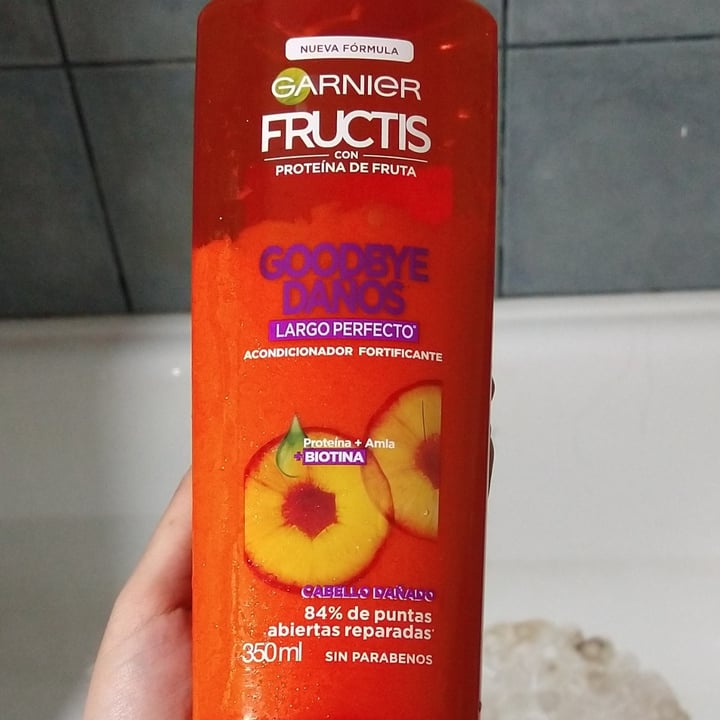 NUEVA FÓRMULA
GARNIER
FRUCTIS
CON
PROTEÍNA DE FRUTA
GOODBYE
DAÑOS
LARGO PERFECTO*
ACONDICIONADOR FORTIFICANTE
Proteína + Amla
+BIOTINA
CABELLO DAÑADO
84% de puntas
abiertas reparadas*
350ml SIN PARABENOS